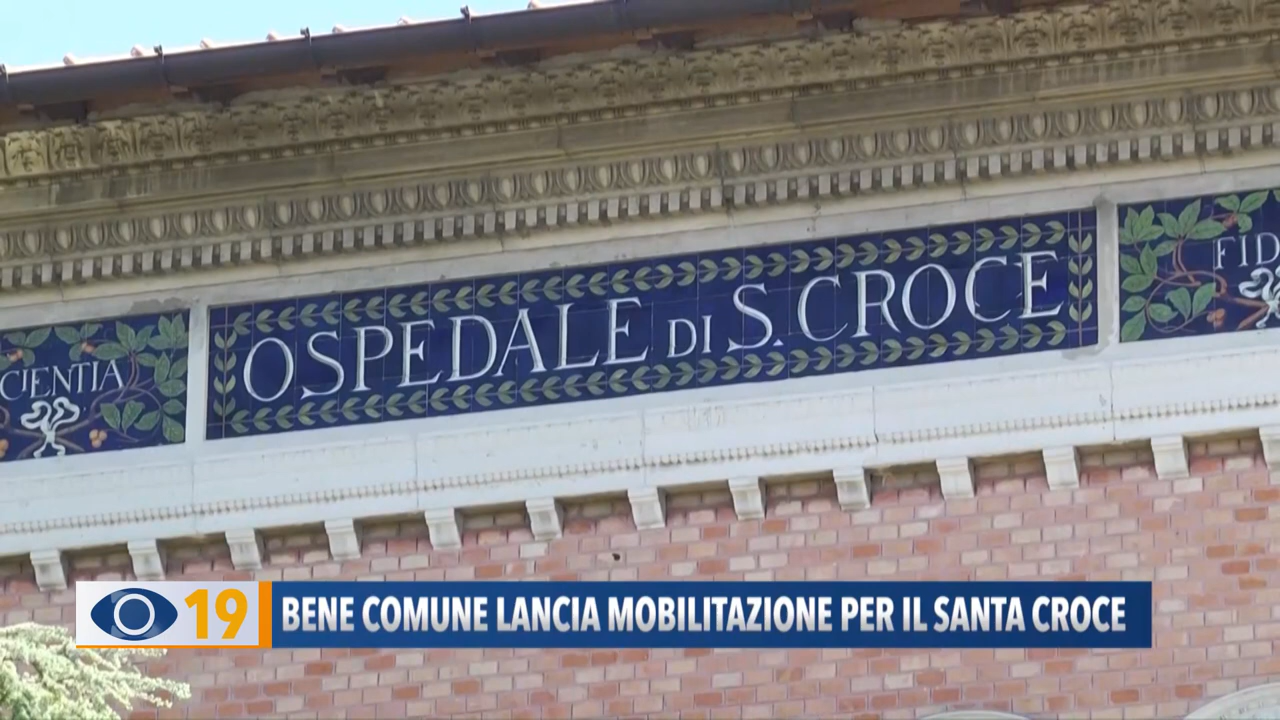 CIENTIA
OSPEDALE DI S. CROCE
FID
19
BENE COMUNE LANCIA MOBILITAZIONE PER IL SANTA CROCE